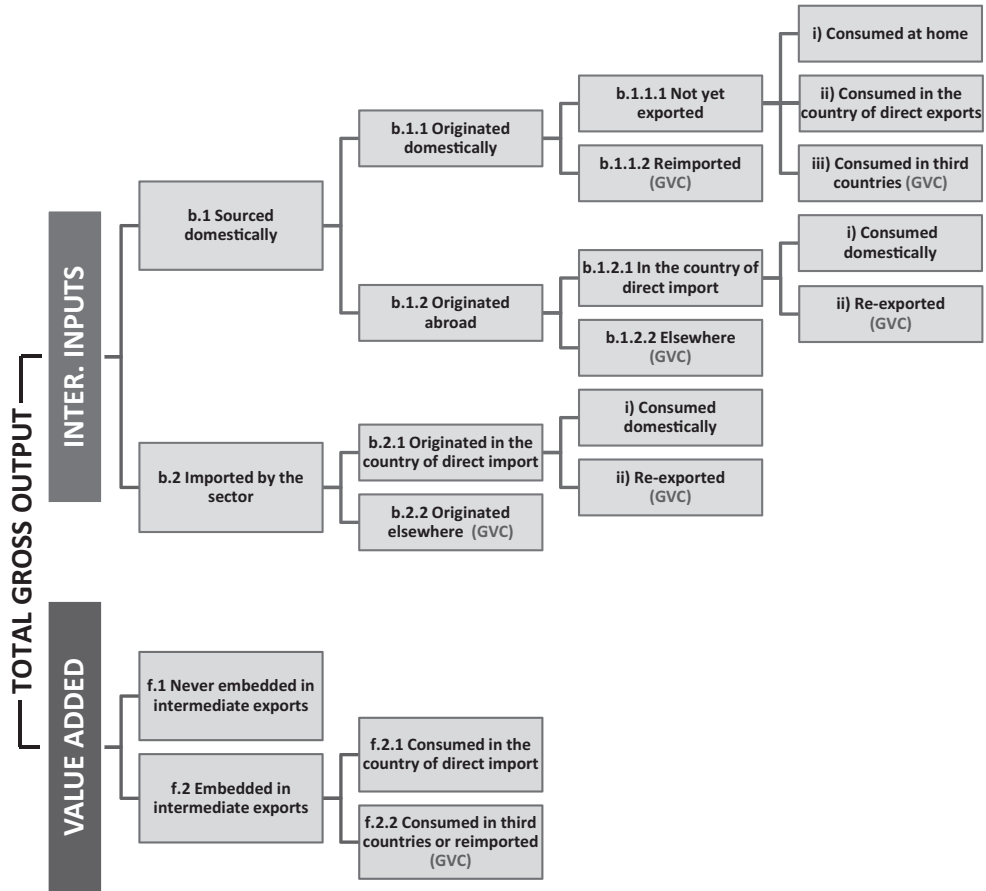 TOTAL GROSS OUTPUT
INTER. INPUTS
b.1 Sourced
domestically
b.1.1 Originated
domestically
b.1.1.1 Not yet
exported
i) Consumed at home
ii) Consumed in the
country of direct exports
iii) Consumed in third
countries (GVC)
b.1.1.2 Reimported
(GVC)
b.1.2 Originated
abroad
b.1.2.1 In the country of
direct import
i) Consumed
domestically
ii) Re-exported
(GVC)
b.1.2.2 Elsewhere
(GVC)
b.2 Imported by the
sector
b.2.1 Originated in the
country of direct import
i) Consumed
domestically
ii) Re-exported
(GVC)
b.2.2 Originated
elsewhere (GVC)
VALUE ADDED
f.1 Never embedded in
intermediate exports
f.2 Embedded in
intermediate exports
f.2.1 Consumed in the
country of direct import
f.2.2 Consumed in third
countries or reimported
(GVC)